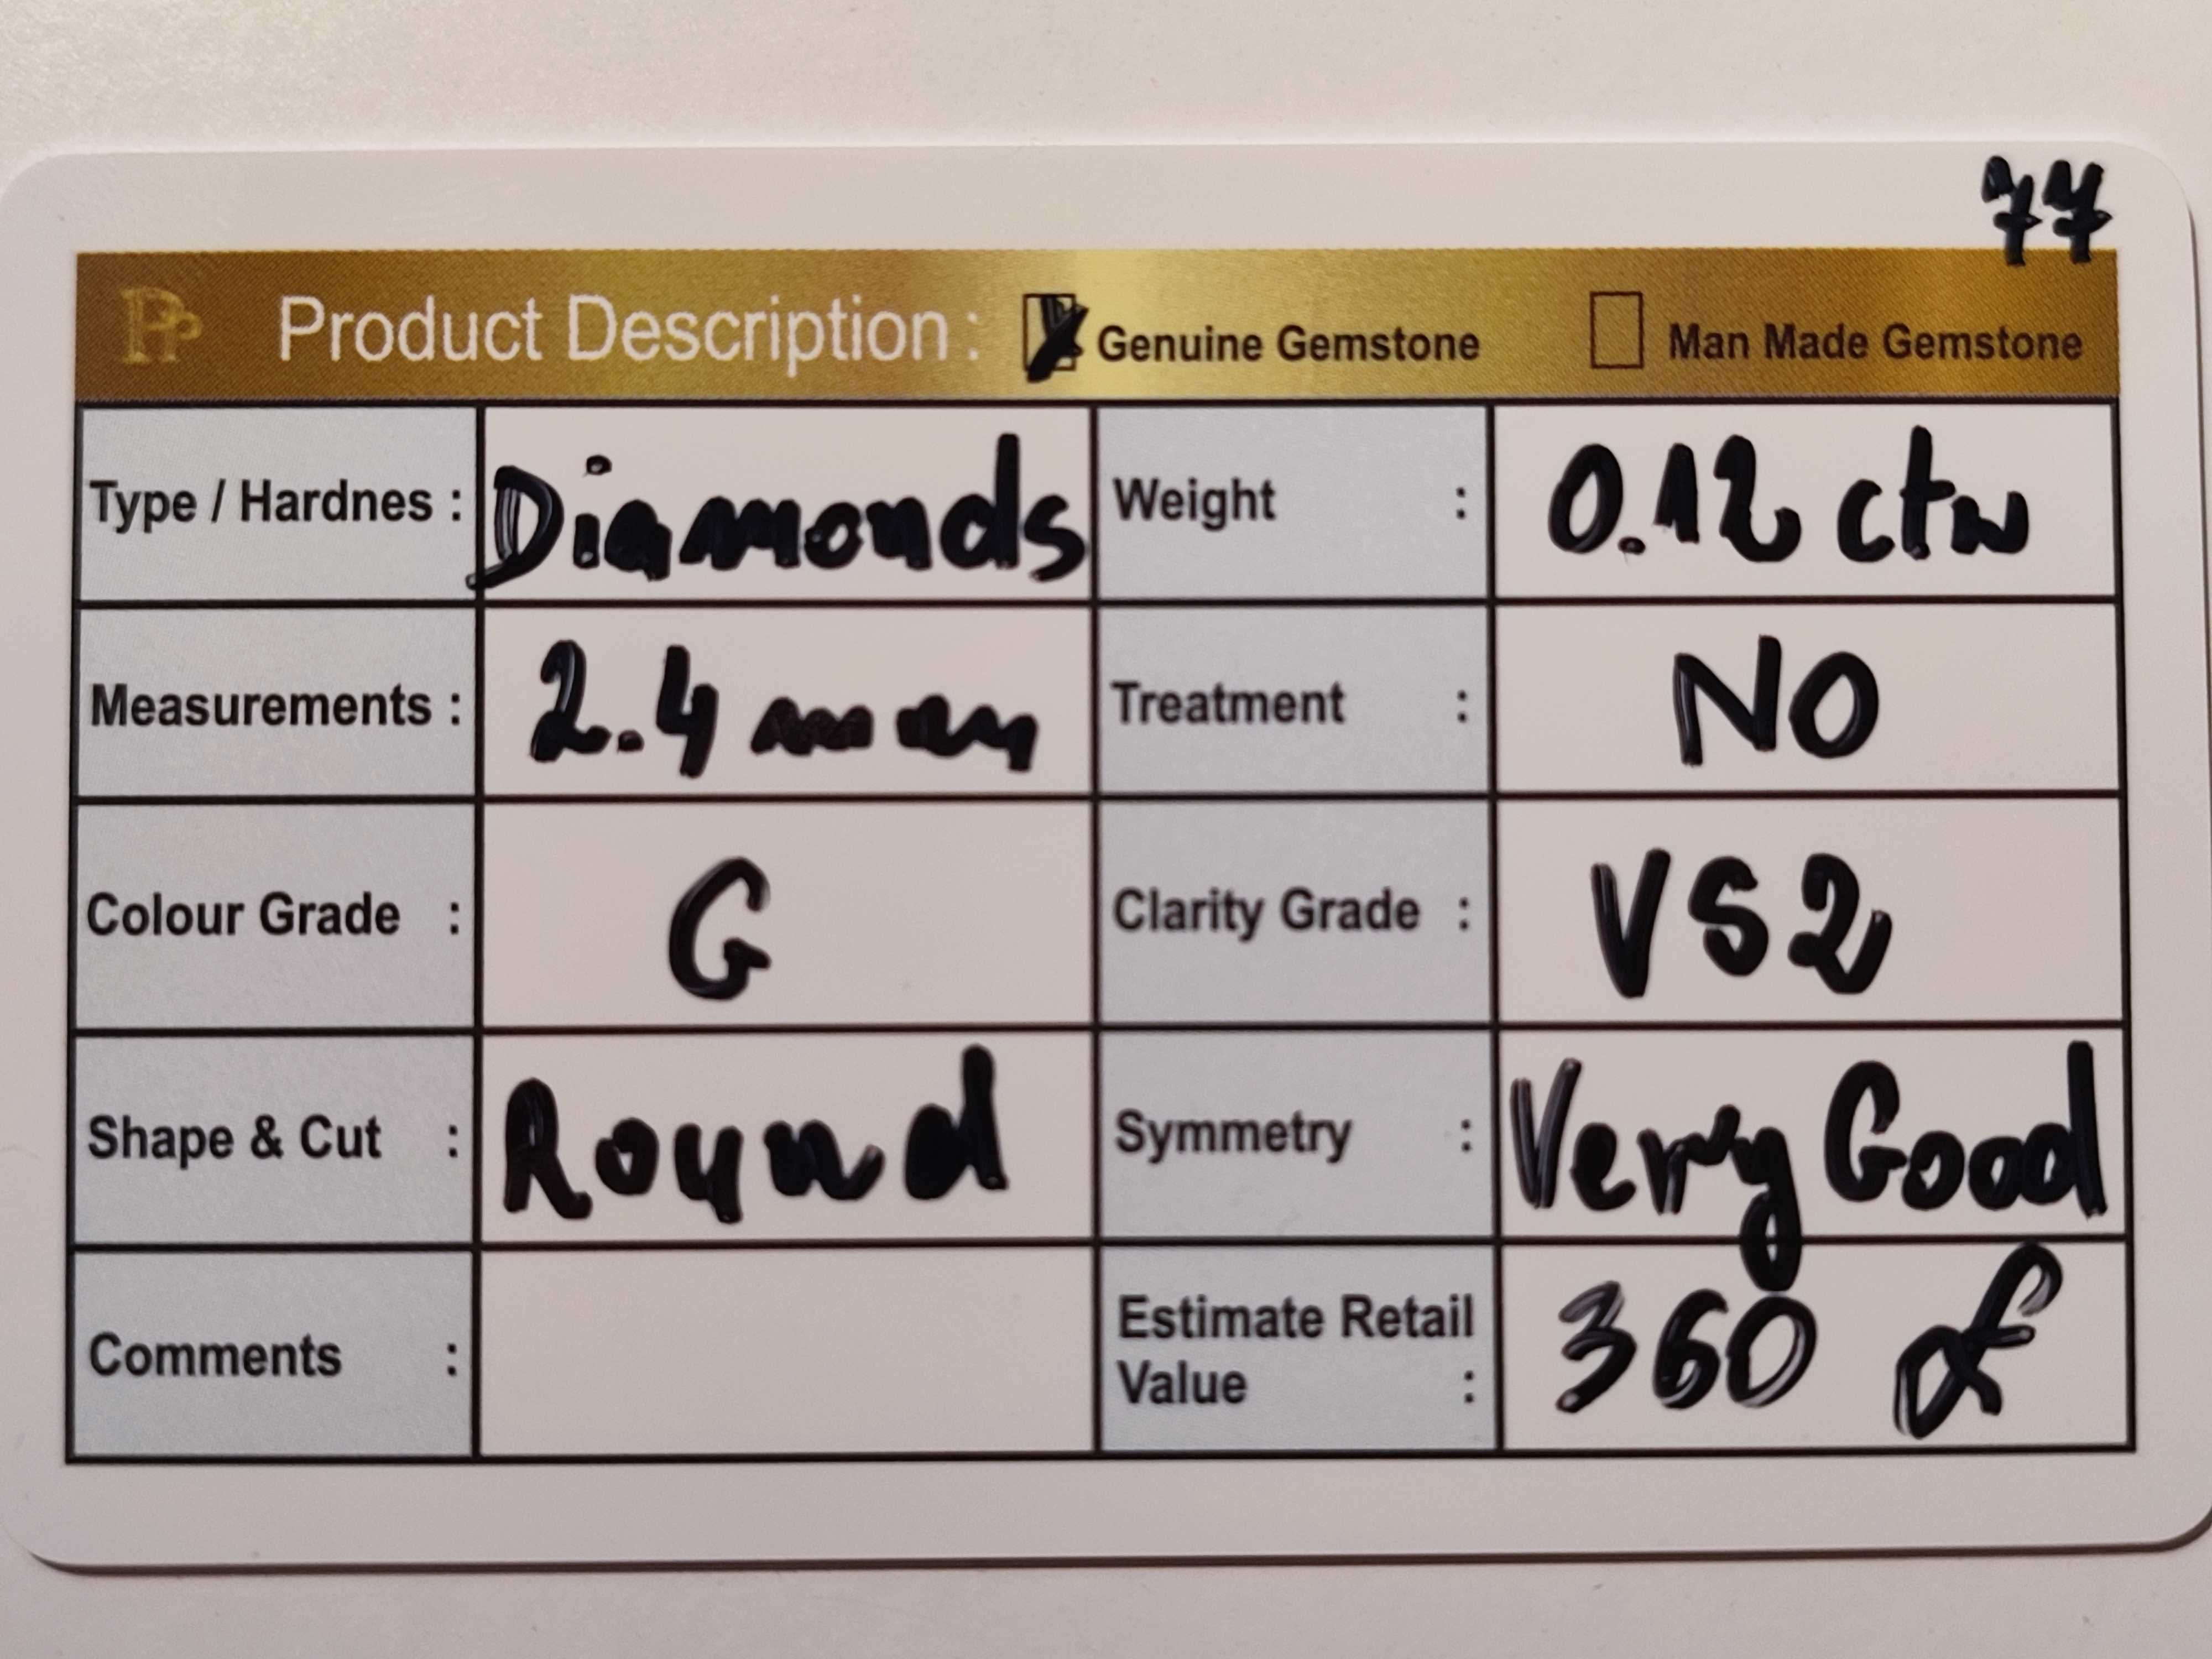 77
Pp Product Description : Genuine Gemstone Man Made Gemstone
Type / Hardnes : Diamonds Weight : 0.12 ctw
Measurements : 2.4 mm Treatment : NO
Colour Grade : G Clarity Grade : VS2
Shape & Cut : Round Symmetry : Very Good
Comments : Estimate Retail Value : 360 £